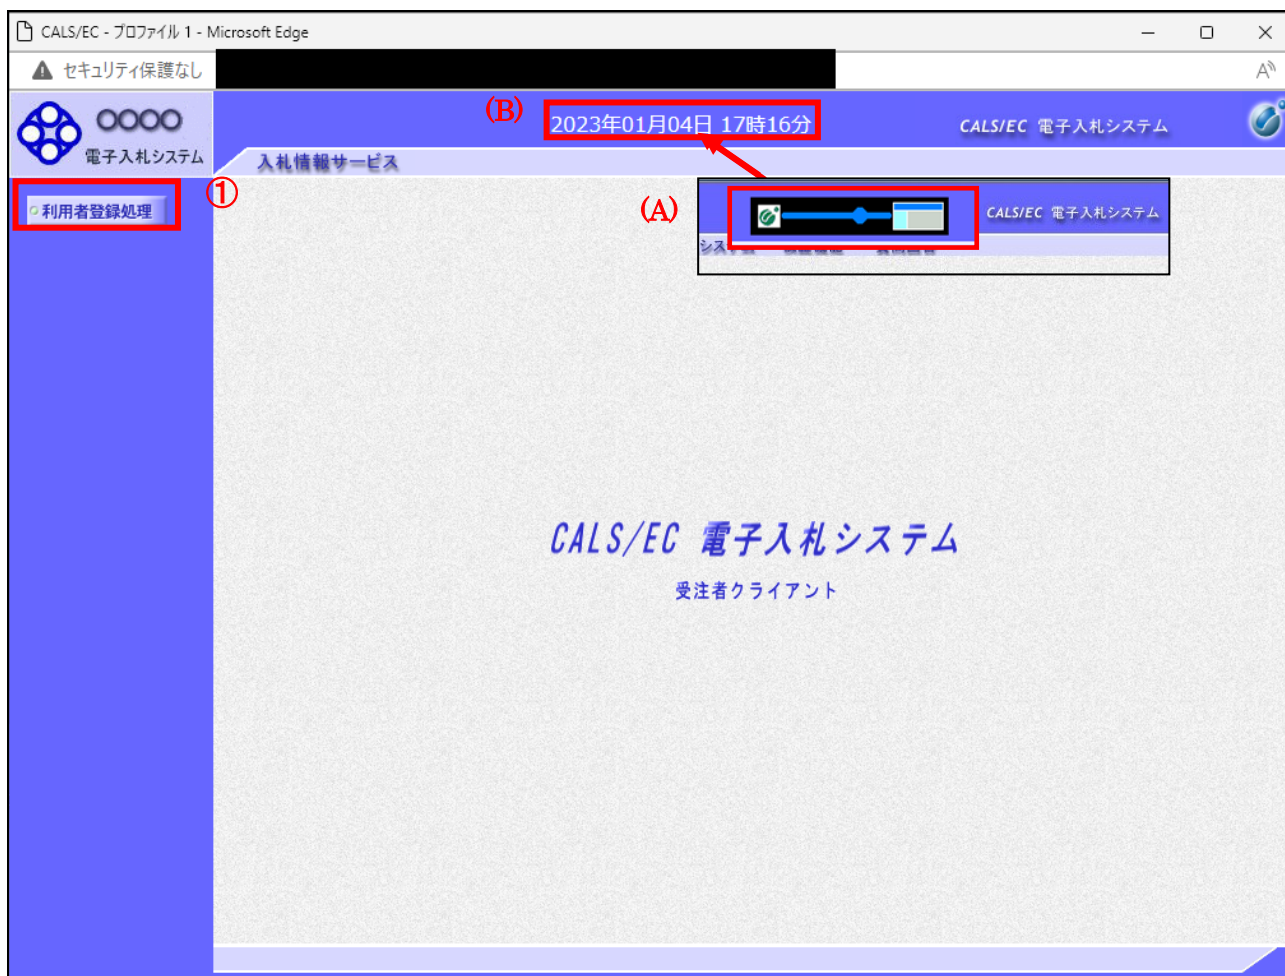 CALS/EC - プロファイル 1 - Microsoft Edge
セキュリティ保護なし
A
〇〇〇〇
電子入札システム
(B)
2023年01月04日 17時16分
CALS/EC 電子入札システム
入札情報サービス
利用者登録処理
①
(A)
CALS/EC 電子入札システム
CALS/EC 電子入札システム
受注者クライアント